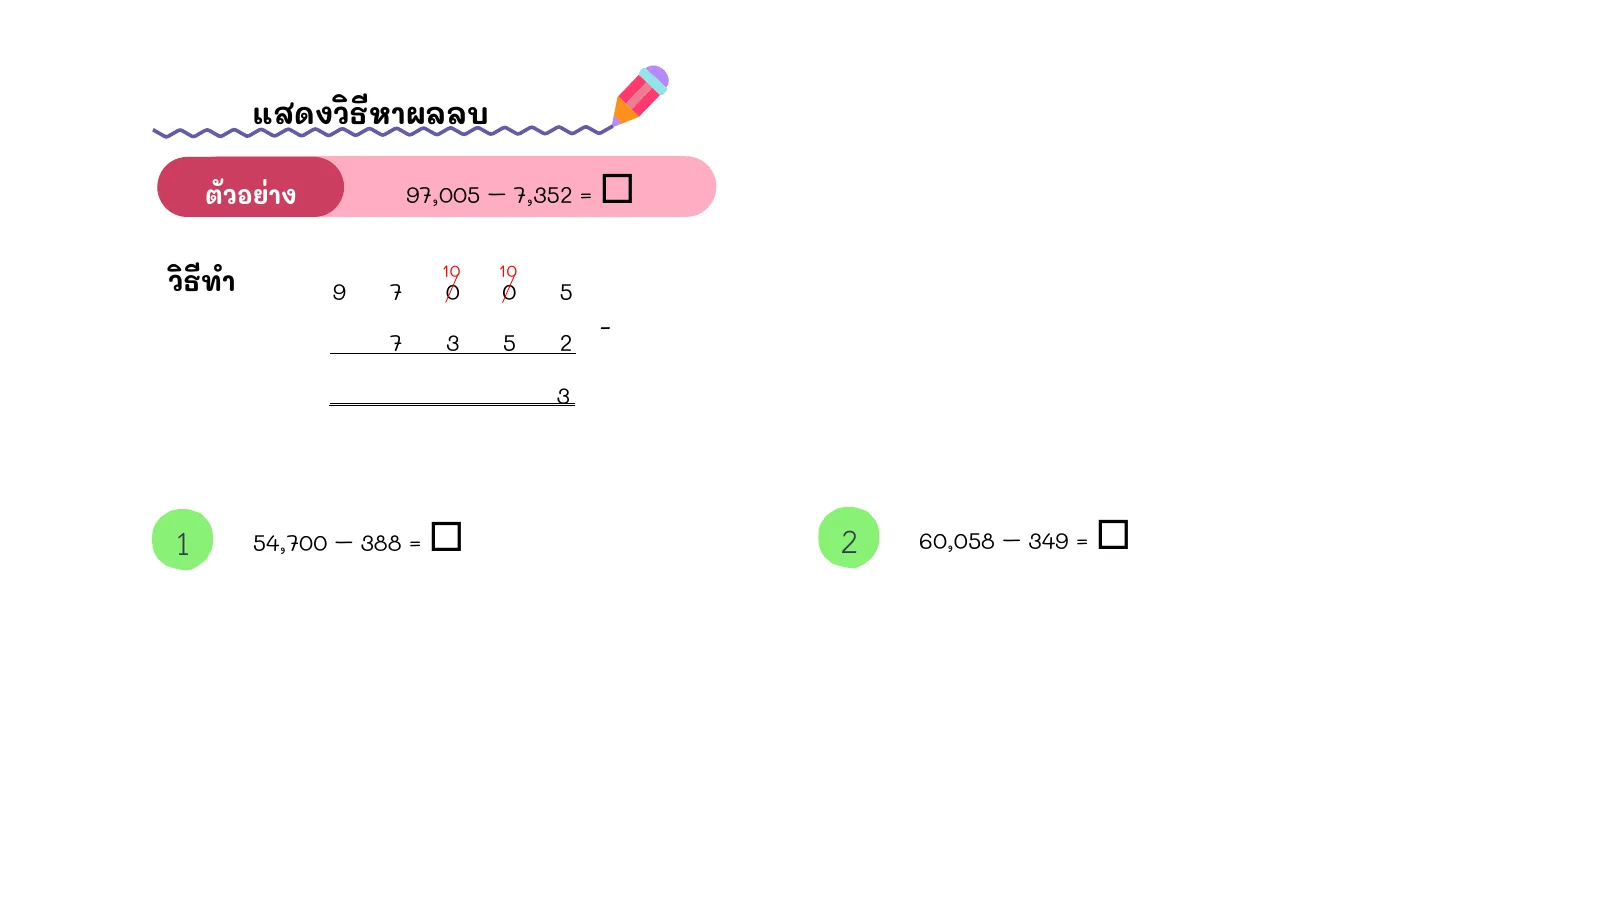 แสดงวิธีหาผลลบ
ตัวอย่าง 97,005 — 7,352 = □
วิธีทำ
10 10
9 7 0 0 5
-
7 3 5 2
3
1 54,700 — 388 = □
2 60,058 — 349 = □